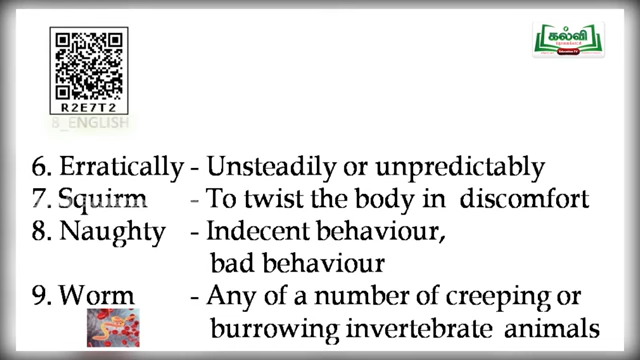 கல்வி
R2E7T2
8_ENGLISH
6. Erratically - Unsteadily or unpredictably
7. Squirm - To twist the body in discomfort
8. Naughty - Indecent behaviour,
bad behaviour
9. Worm - Any of a number of creeping or
burrowing invertebrate animals